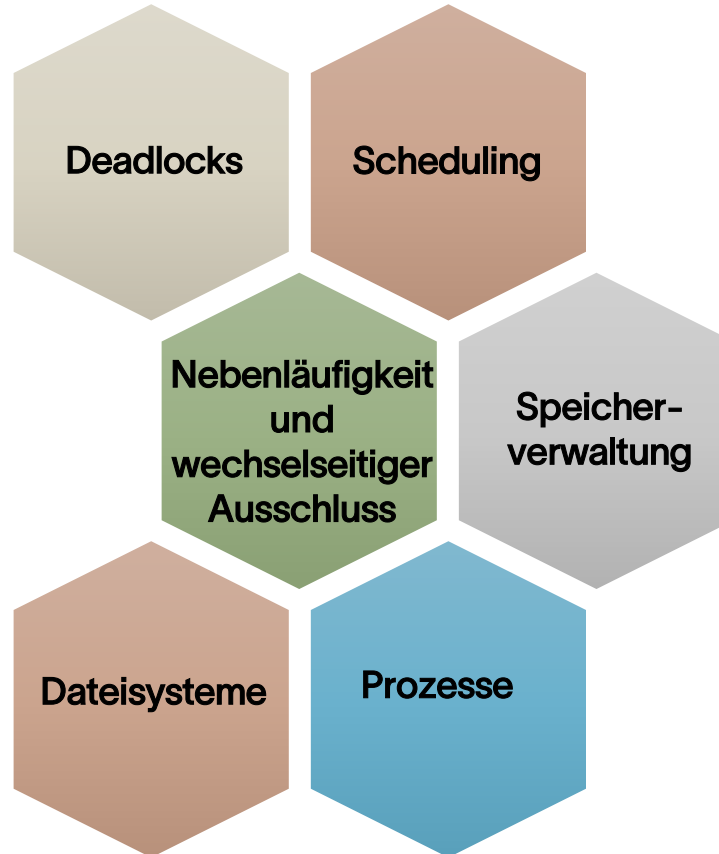 Deadlocks
Scheduling
Nebenläufigkeit
und
wechselseitiger
Ausschluss
Speicher-
verwaltung
Dateisysteme
Prozesse